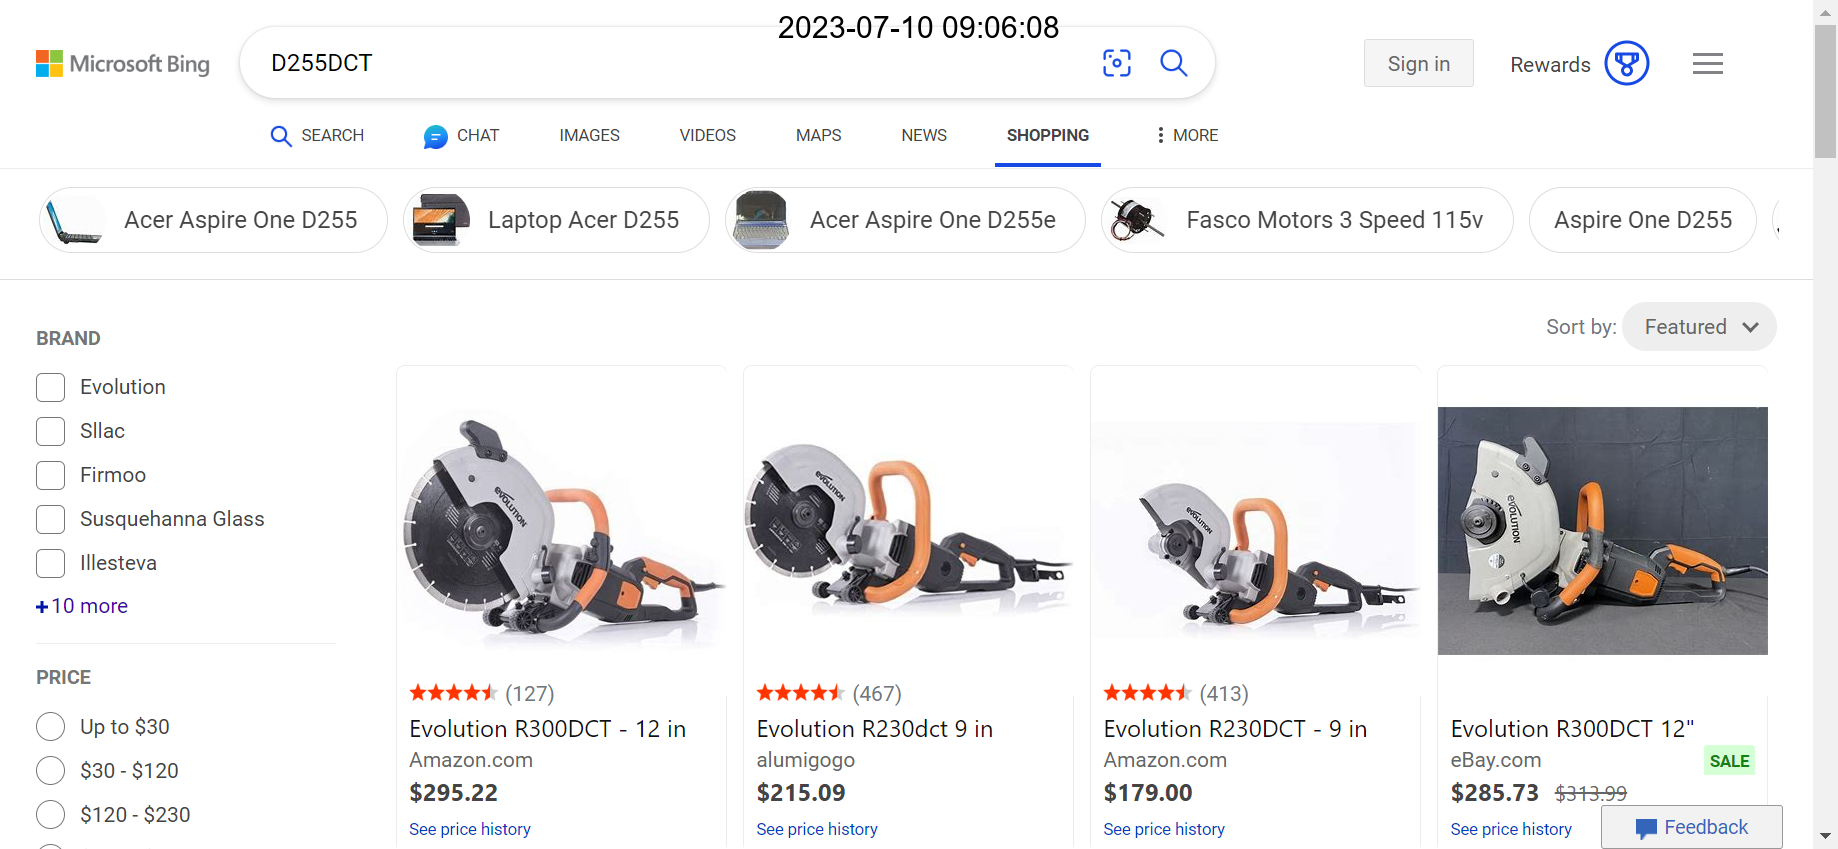 2023-07-10 09:06:08
Microsoft Bing
D255DCT
Sign in
Rewards
SEARCH
CHAT
IMAGES
VIDEOS
MAPS
NEWS
SHOPPING
MORE
Acer Aspire One D255
Laptop Acer D255
Acer Aspire One D255e
Fasco Motors 3 Speed 115v
Aspire One D255
Sort by: Featured
BRAND
Evolution
Sllac
Firmoo
Susquehanna Glass
Illesteva
+10 more
PRICE
Up to $30
$30 - $120
$120 - $230
EVOLUTION
(127)
Evolution R300DCT - 12 in
Amazon.com
$295.22
See price history
EVOLUTION
(467)
Evolution R230dct 9 in
alumigogo
$215.09
See price history
EVOLUTION
(413)
Evolution R230DCT - 9 in
Amazon.com
$179.00
See price history
EVOLUTION
Evolution R300DCT 12"
eBay.com
SALE
$285.73 $313.99
See price history
Feedback